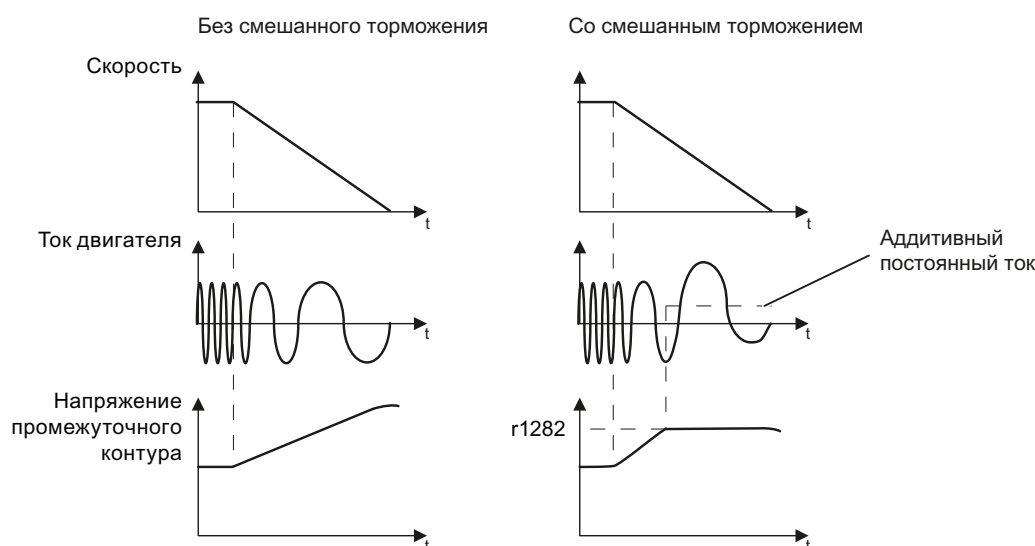 Без смешанного торможения
Со смешанным торможением
Скорость
t
t
Ток двигателя
t
t
Аддитивный
постоянный ток
Напряжение
промежуточного
контура
t
r1282
t